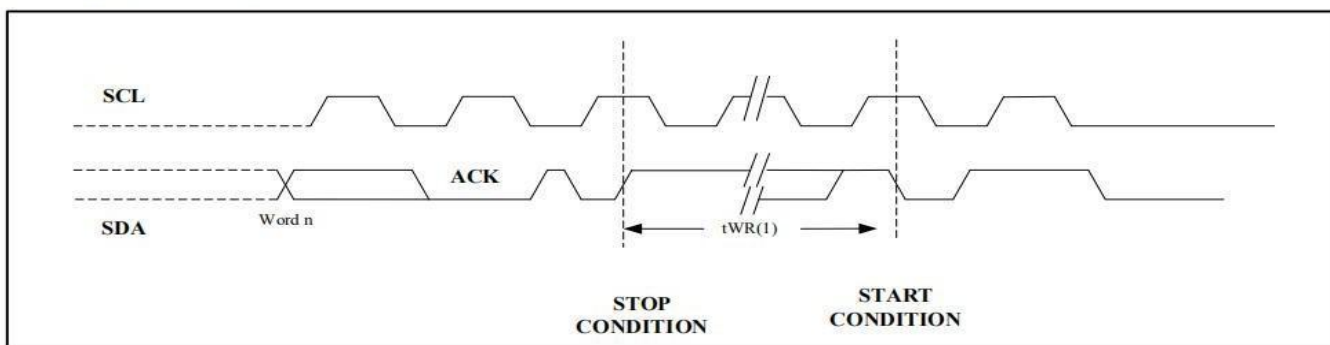 SCL
ACK
Word n
SDA
tWR(1)
STOP
CONDITION
START
CONDITION